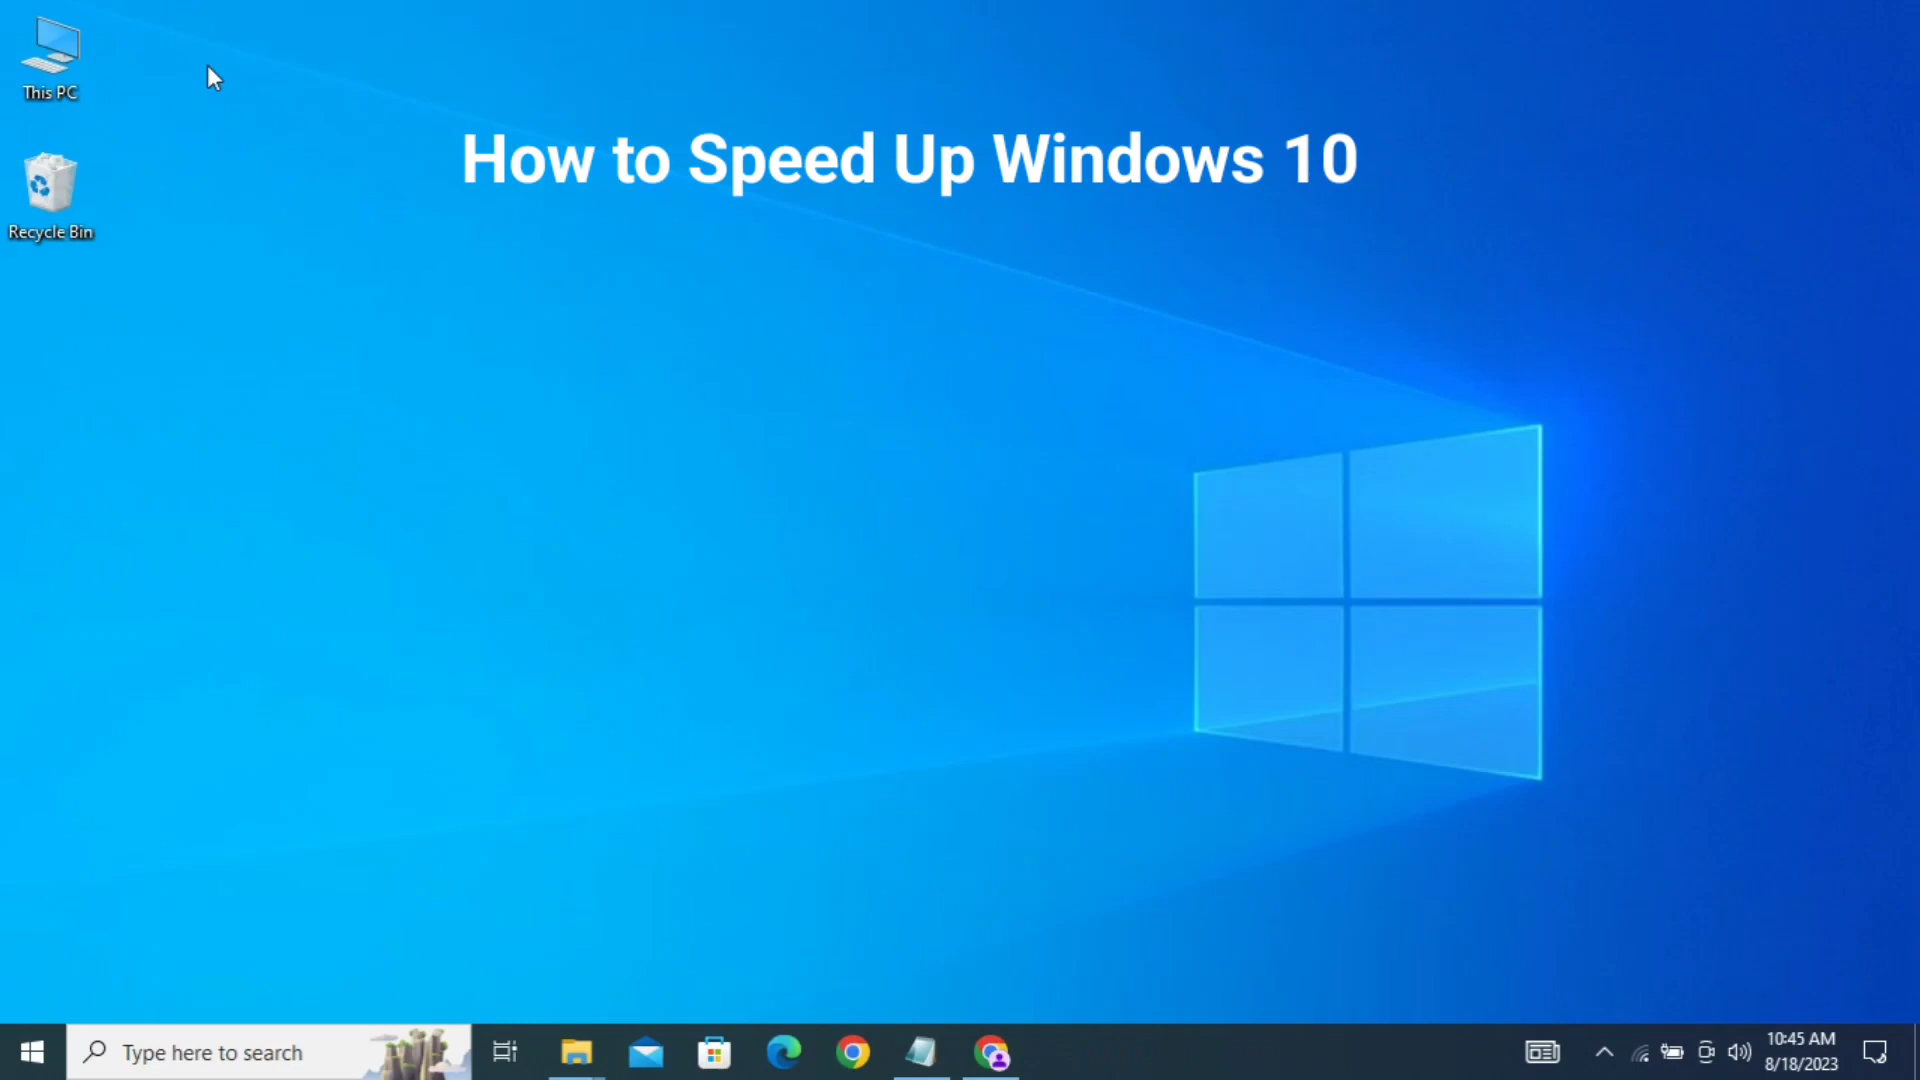 This PC
How to Speed Up Windows 10
Recycle Bin
Type here to search
10:45 AM
8/18/2023